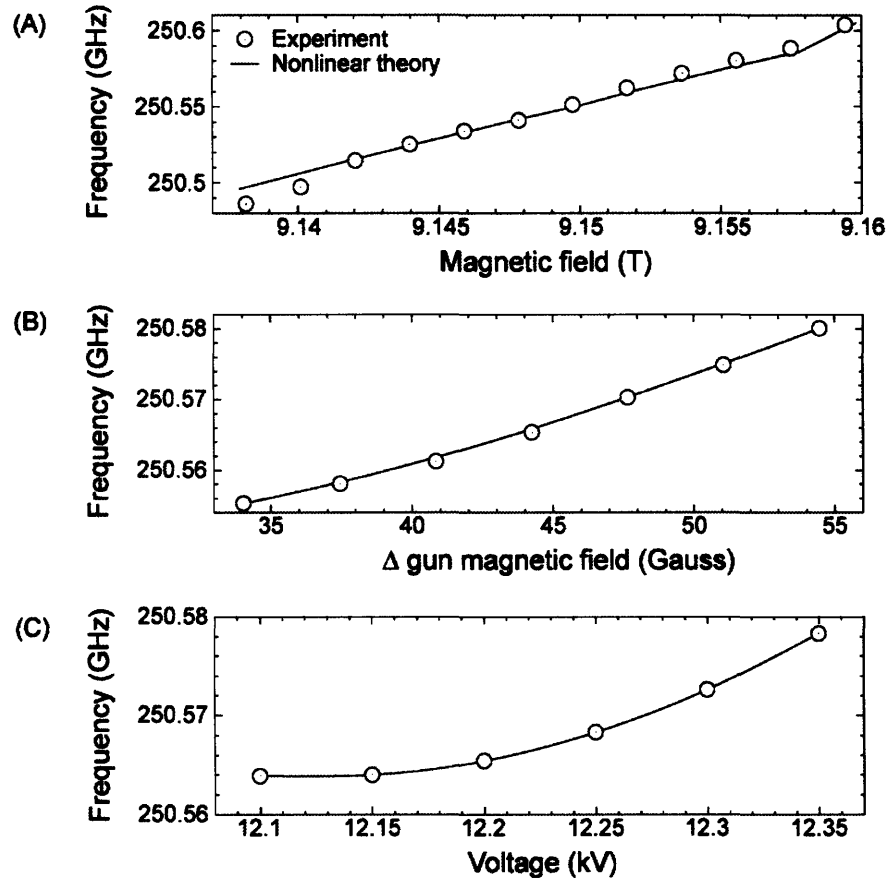 (A)
Frequency (GHz)
250.6
250.55
250.5
Experiment
Nonlinear theory
9.14 9.145 9.15 9.155 9.16
Magnetic field (T)
(B)
Frequency (GHz)
250.58
250.57
250.56
35 40 45 50 55
Δ gun magnetic field (Gauss)
(C)
Frequency (GHz)
250.58
250.57
250.56
12.1 12.15 12.2 12.25 12.3 12.35
Voltage (kV)